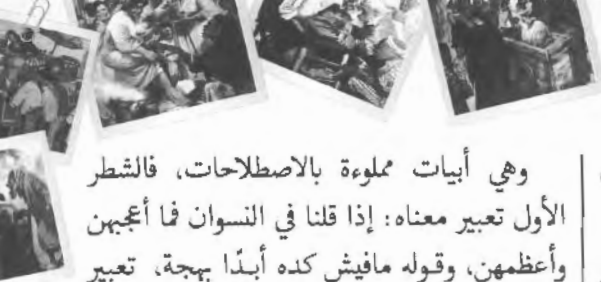 وهي أبيات مملوءة بالاصطلاحات، فالشطر
الأول تعبير معناه: إذا قلنا في النسوان فما أعجبهن
وأعظمهن، وقوله مافيش كده أبدًا بهجة، تعبير